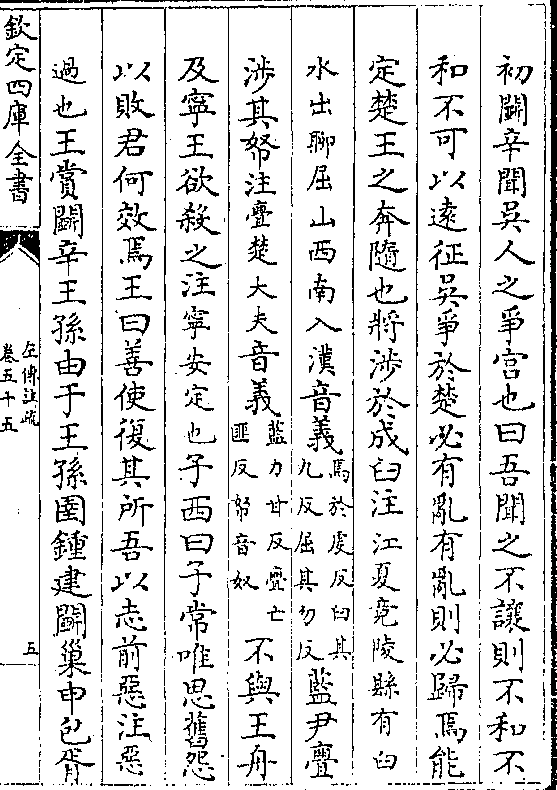 初鬭辛聞吳人之爭宫也曰吾聞之不讓則不和不
和不可以遠征吳爭於楚必有亂有亂則必歸焉能
定楚王之奔隨也將涉於成臼注江夏竟陵縣有臼
水出聊屈山西南入漢音義焉於虔反臼其九反屈其勿反藍尹亹
涉其帑注亹楚大夫音義藍力甘反亹亡匪反帑音奴不與王舟
及寧王欲殺之注寧安定也子西曰子常唯思舊怨
以敗君何效焉王曰善使復其所吾以志前惡注惡
過也王賞鬭辛王孫由于王孫圉鍾建鬭巢申包胥
欽定四庫全書
左傳注疏
卷五十五
五